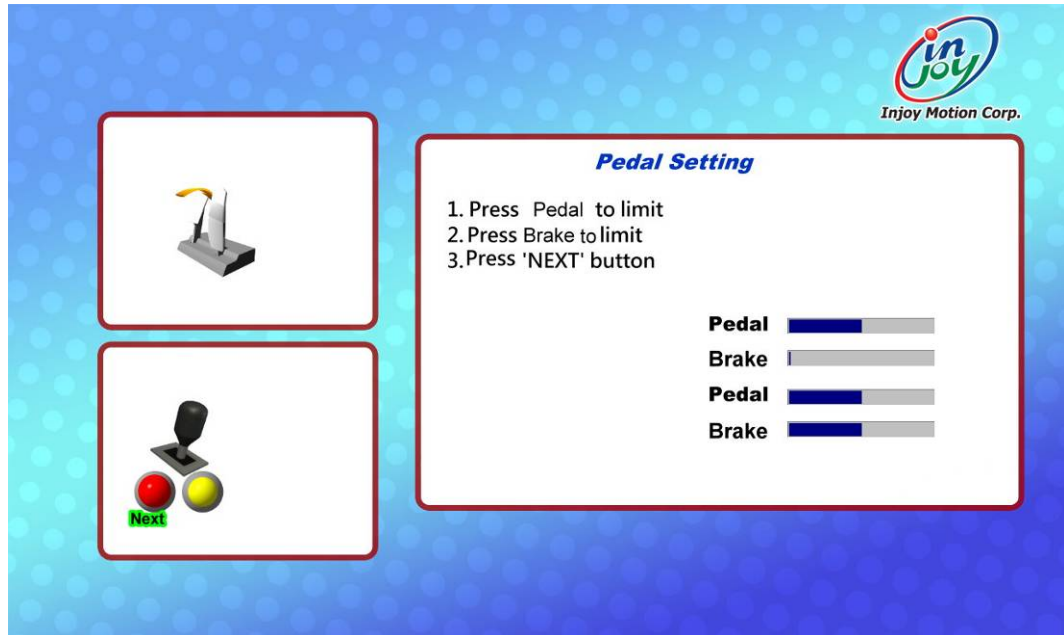 in
joy
Injoy Motion Corp.
Pedal Setting
1. Press Pedal to limit
2. Press Brake to limit
3. Press 'NEXT' button
Pedal
Brake
Pedal
Brake
Next